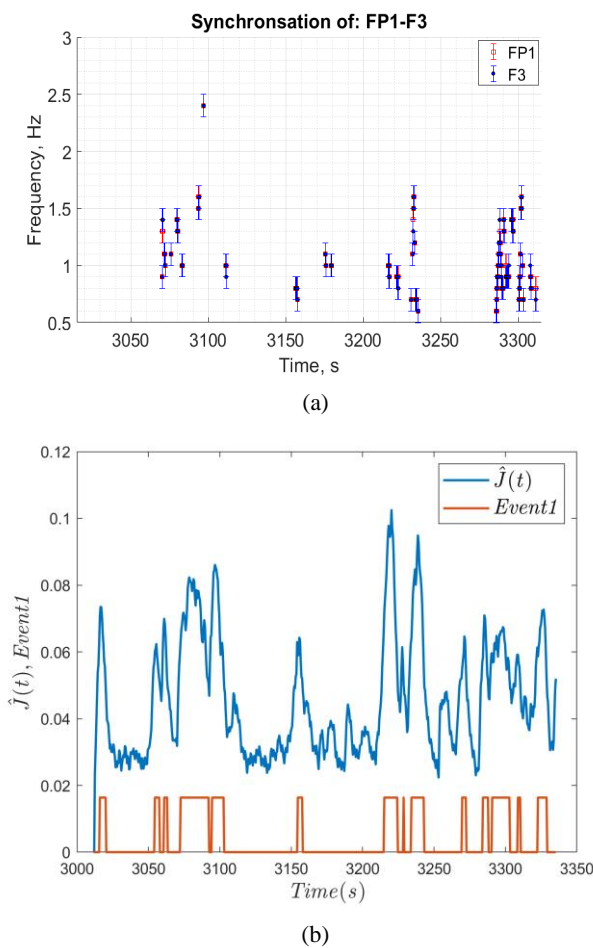 Synchronsation of: FP1-F3
3
2.5
2
1.5
1
0.5
Frequency, Hz
FP1
F3
3050 3100 3150 3200 3250 3300
Time, s
(a)
0.12
0.1
0.08
0.06
0.04
0.02
0
Ĵ(t), Event1
Ĵ(t)
Event1
3000 3050 3100 3150 3200 3250 3300 3350
Time(s)
(b)